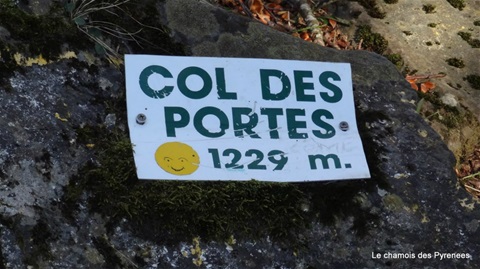 COL DES
PORTES
1229 m.
Le chamois des Pyrenees